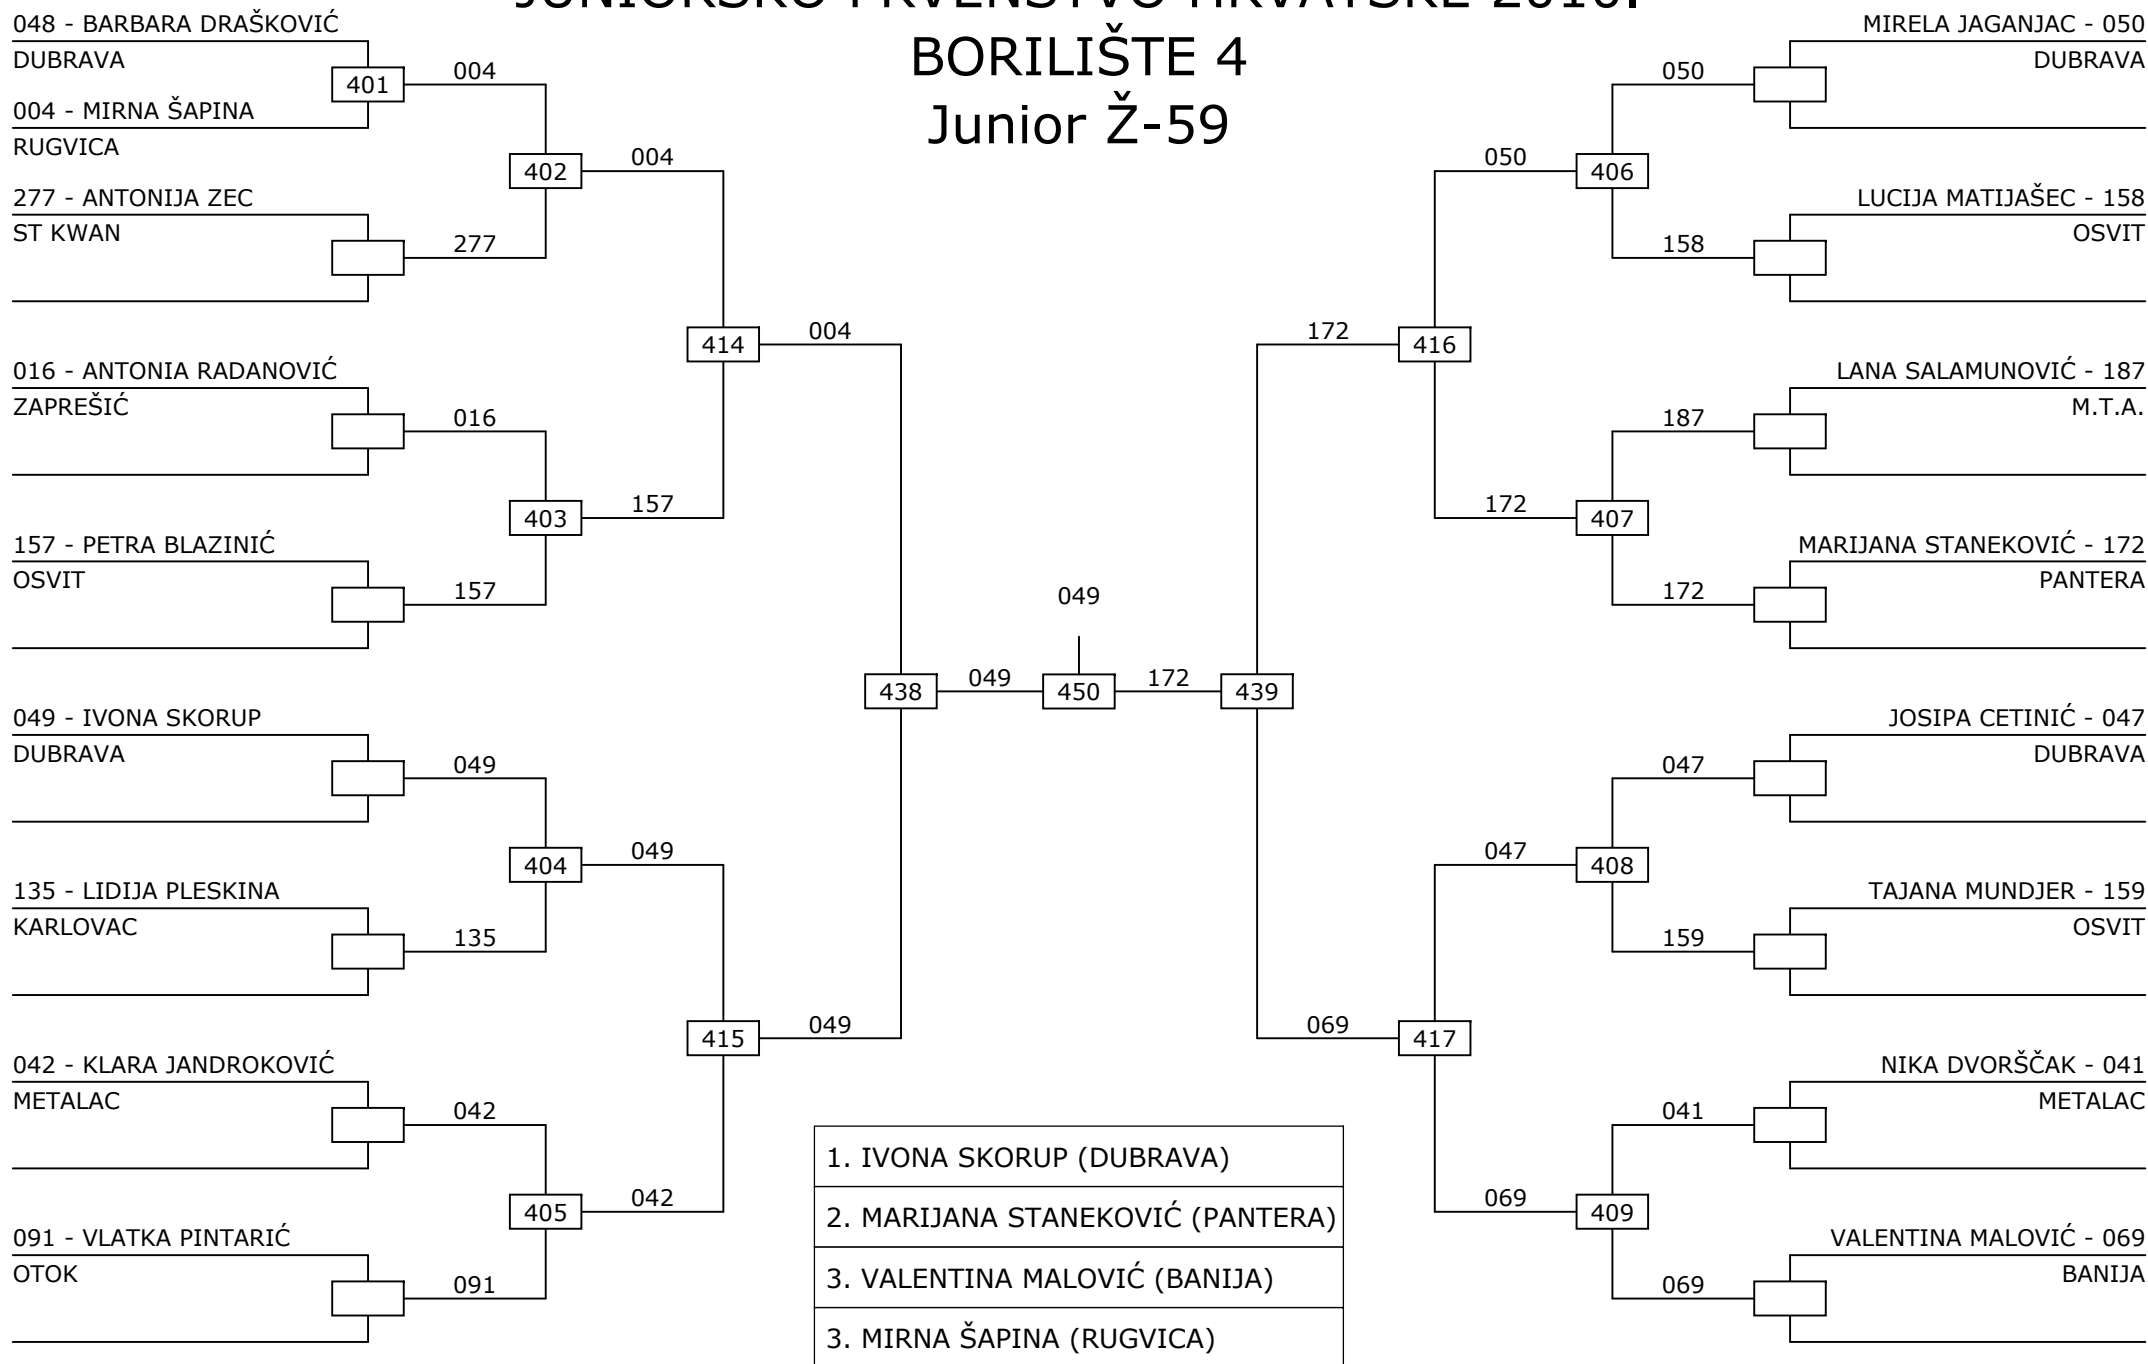 JUNIORSKO PRVENSTVO HRVATSKE 2016.
BORILIŠTE 4
Junior Ž-59
048 - BARBARA DRAŠKOVIĆ
DUBRAVA
401
004
004 - MIRNA ŠAPINA
RUGVICA
402
004
277 - ANTONIJA ZEC
ST KWAN
277
414
004
016 - ANTONIA RADANOVIĆ
ZAPREŠIĆ
016
403
157
157 - PETRA BLAZINIĆ
OSVIT
157
049 - IVONA SKORUP
DUBRAVA
049
404
049
135 - LIDIJA PLESKINA
KARLOVAC
135
415
049
042 - KLARA JANDROKOVIĆ
METALAC
042
405
042
091 - VLATKA PINTARIĆ
OTOK
091
049
438
049
450
172
439
MIRELA JAGANJAC - 050
DUBRAVA
050
050
406
LUCIJA MATIJAŠEC - 158
OSVIT
158
172
416
LANA SALAMUNOVIĆ - 187
M.T.A.
187
172
407
MARIJANA STANEKOVIĆ - 172
PANTERA
172
JOSIPA CETINIĆ - 047
DUBRAVA
047
047
408
TAJANA MUNDJER - 159
OSVIT
159
069
417
NIKA DVORŠČAK - 041
METALAC
041
069
409
VALENTINA MALOVIĆ - 069
BANIJA
069
1. IVONA SKORUP (DUBRAVA)
2. MARIJANA STANEKOVIĆ (PANTERA)
3. VALENTINA MALOVIĆ (BANIJA)
3. MIRNA ŠAPINA (RUGVICA)